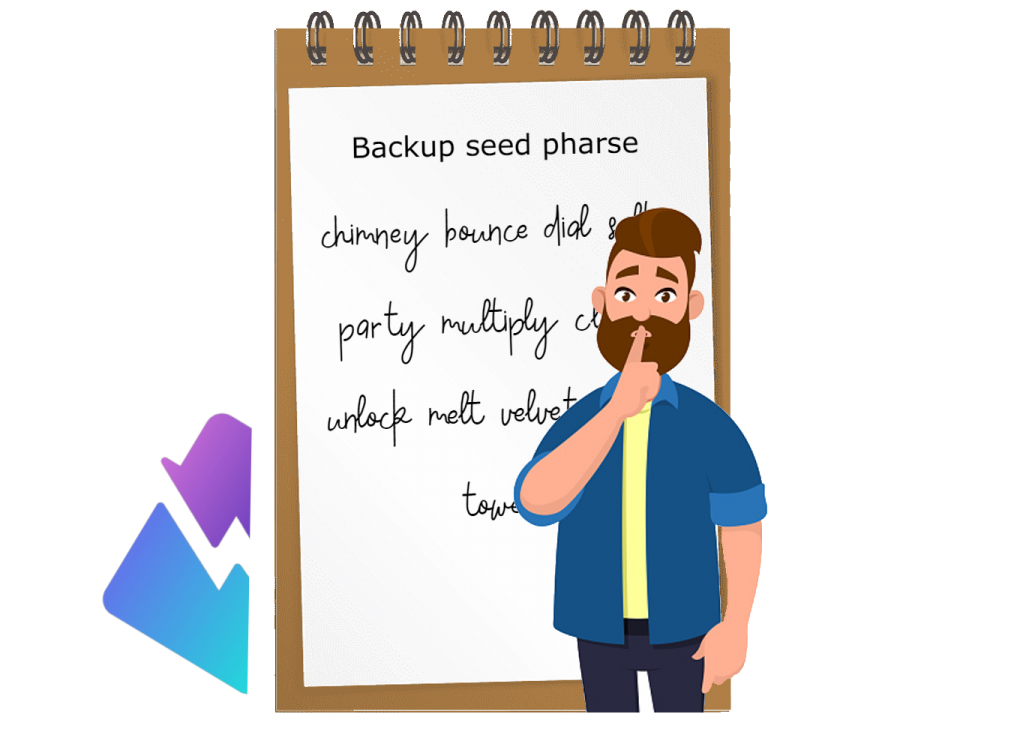 Backup seed pharse
chimney bounce dial
party multiply
unlock melt velvet